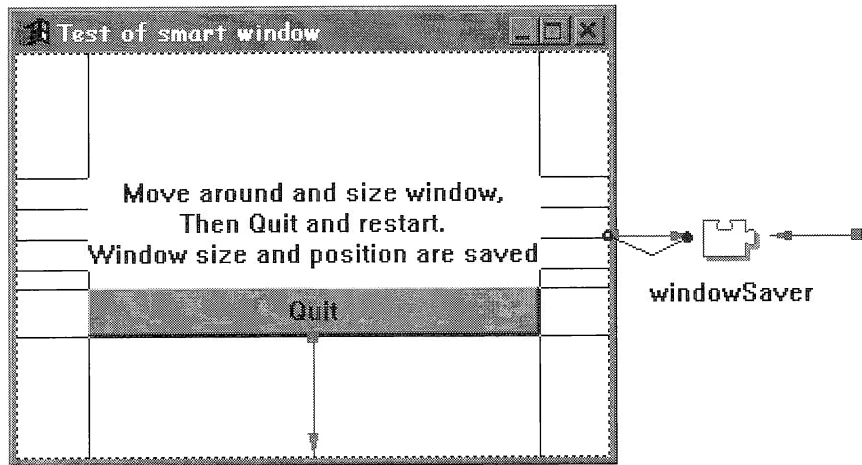 Test of smart window
Move around and size window,
Then Quit and restart.
Window size and position are saved
windowSaver
Quit